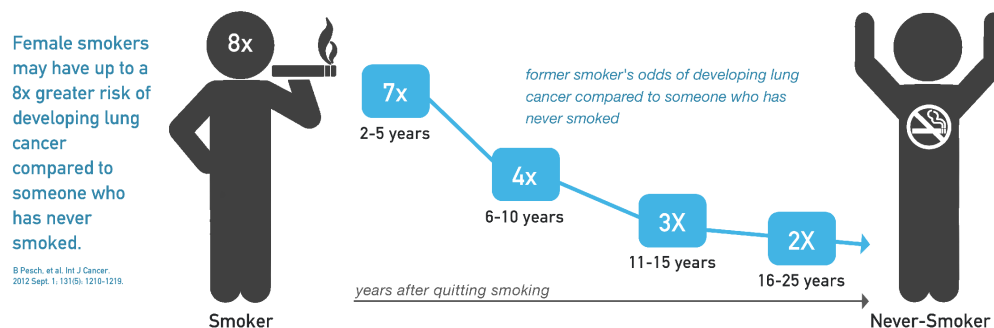 Female smokers
may have up to a
8x greater risk of
developing lung
cancer
compared to
someone who
has never
smoked.
B Pesch, et al. Int J Cancer.
2012 Sept. 1; 131(5): 1210-1219.
8x
Smoker
7x
2-5 years
4x
6-10 years
3X
11-15 years
2X
16-25 years
former smoker's odds of developing lung
cancer compared to someone who has
never smoked
years after quitting smoking
Never-Smoker